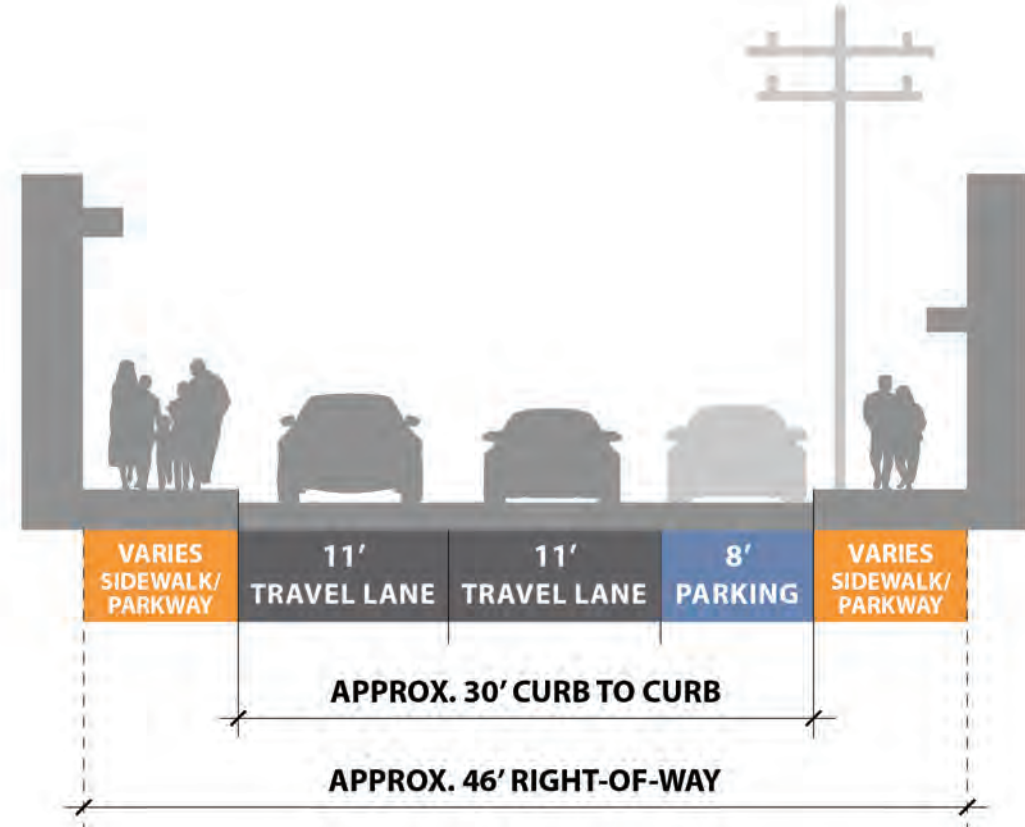 VARIES
SIDEWALK/
PARKWAY
11′
TRAVEL LANE
11′
TRAVEL LANE
8′
PARKING
VARIES
SIDEWALK/
PARKWAY
APPROX. 30′ CURB TO CURB
APPROX. 46′ RIGHT-OF-WAY